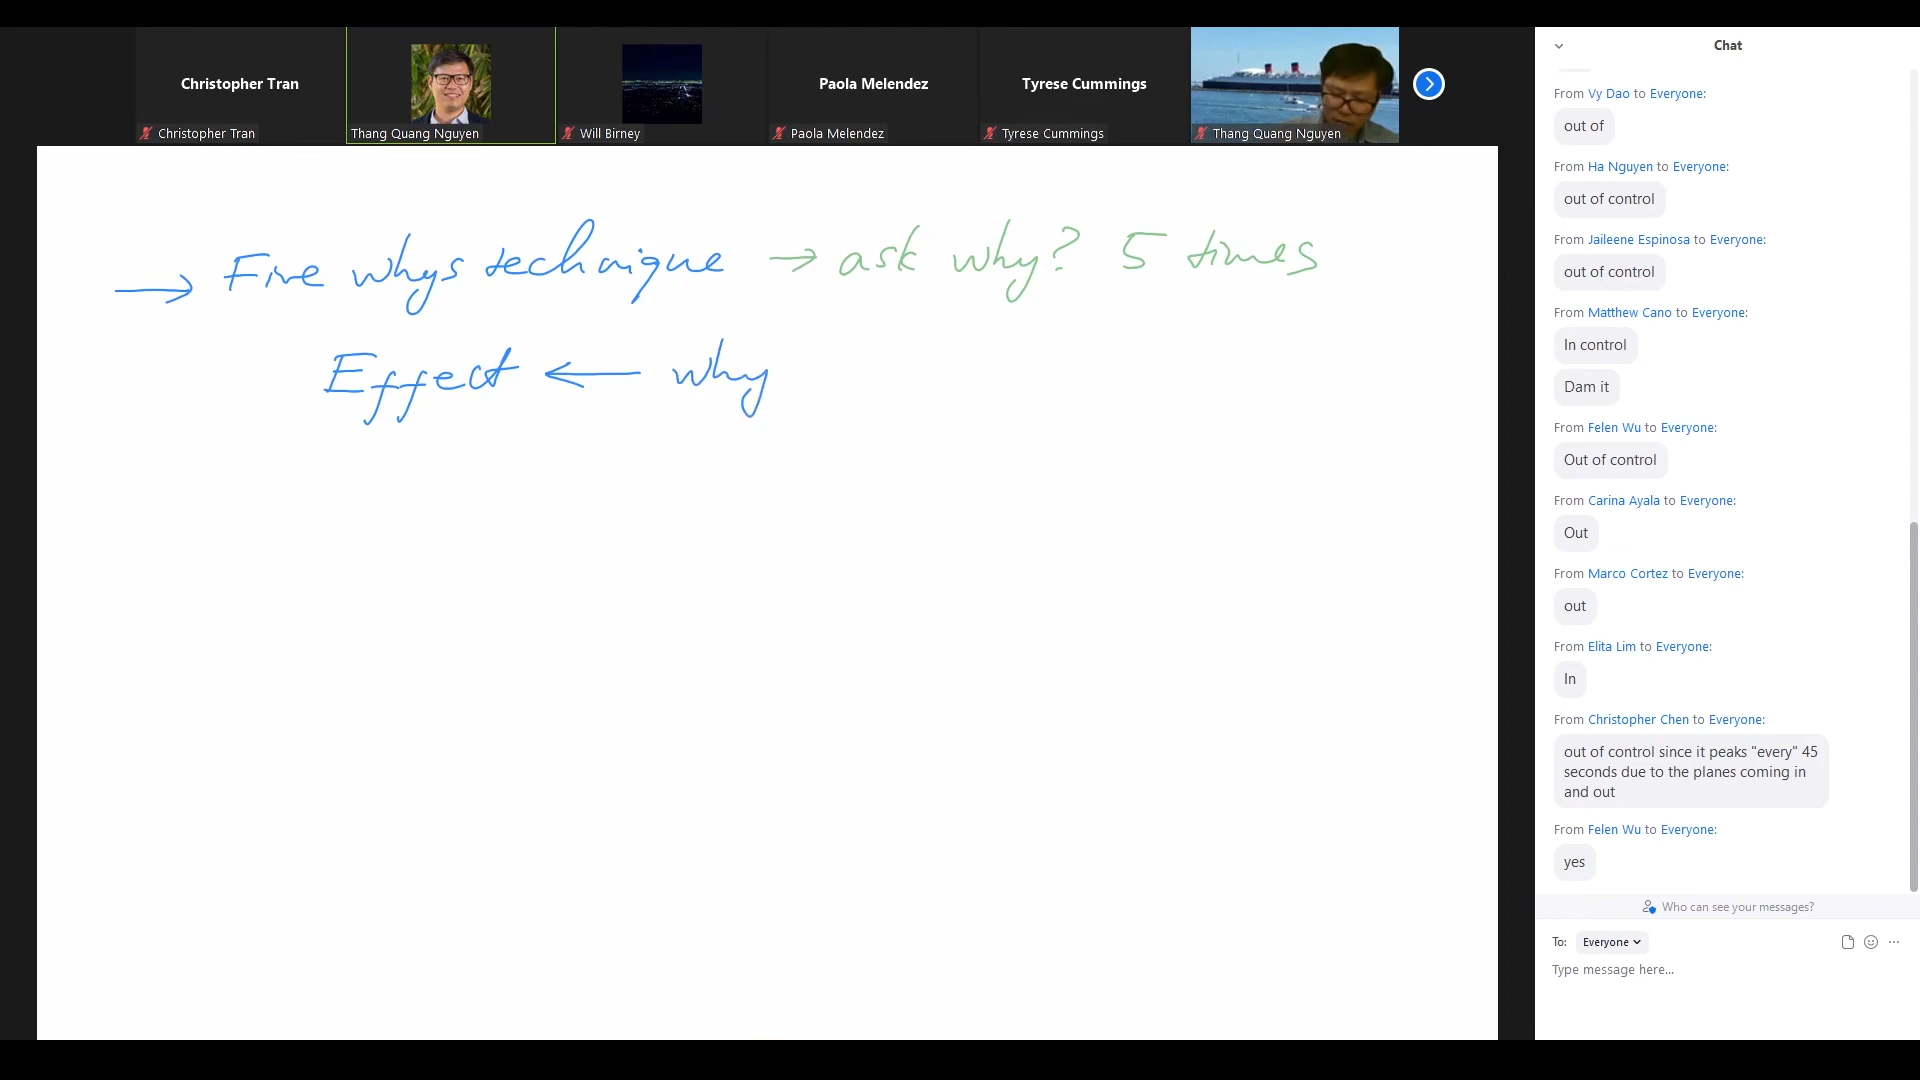 Christopher Tran
Paola Melendez
Tyrese Cummings
Christopher Tran
Thang Quang Nguyen
Will Birney
Paola Melendez
Tyrese Cummings
Thang Quang Nguyen
→ Five whys technique → ask why? 5 times
Effect ← why
Chat
From Vy Dao to Everyone:
out of
From Ha Nguyen to Everyone:
out of control
From Jaileene Espinosa to Everyone:
out of control
From Matthew Cano to Everyone:
In control
Dam it
From Felen Wu to Everyone:
Out of control
From Carina Ayala to Everyone:
Out
From Marco Cortez to Everyone:
out
From Elita Lim to Everyone:
In
From Christopher Chen to Everyone:
out of control since it peaks "every" 45
seconds due to the planes coming in
and out
From Felen Wu to Everyone:
yes
Who can see your messages?
To: Everyone
Type message here...